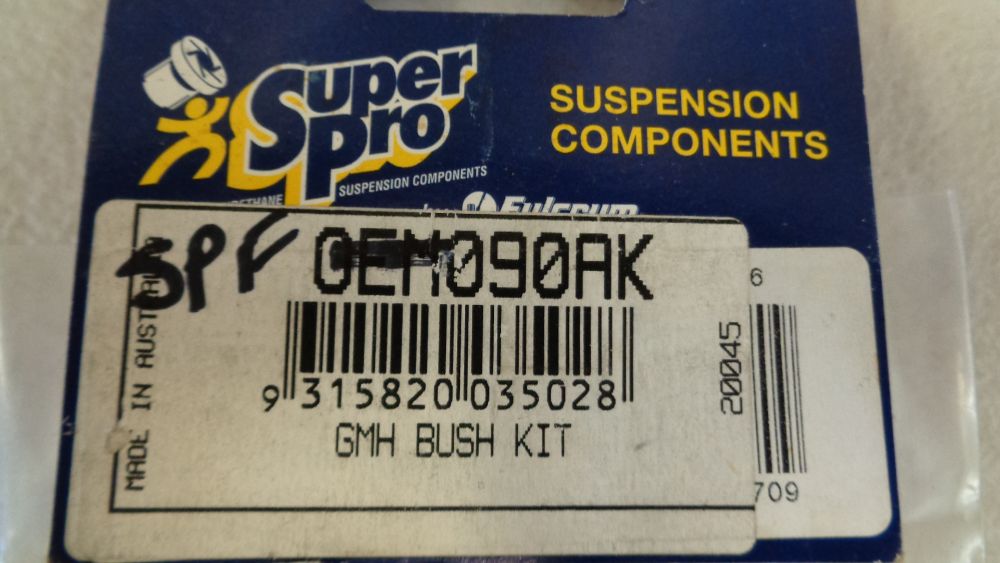 Super
Pro
SUSPENSION COMPONENTS
SUSPENSION
COMPONENTS
Fulcrum
SPF OEM090AK
MADE IN AUSTRALIA
9 315820 035028
GMH BUSH KIT
20045
6
709